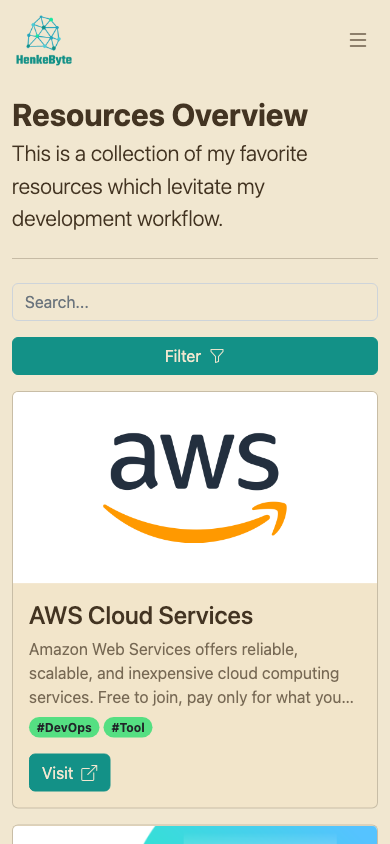 HenkeByte
Resources Overview
This is a collection of my favorite
resources which levitate my
development workflow.
Search...
Filter
aws
AWS Cloud Services
Amazon Web Services offers reliable,
scalable, and inexpensive cloud computing
services. Free to join, pay only for what you...
#DevOps #Tool
Visit